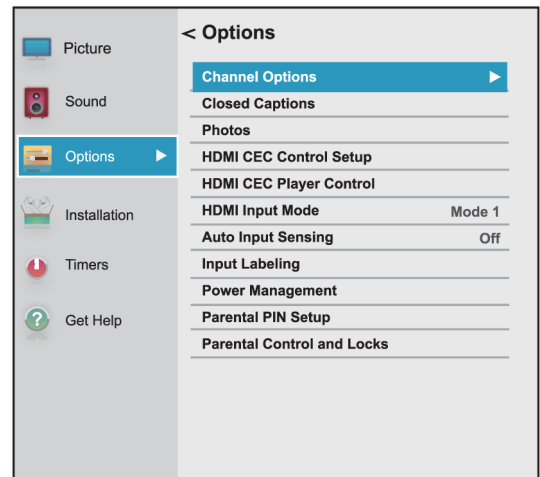 Picture
Sound
Options
Installation
Timers
Get Help
< Options
Channel Options
Closed Captions
Photos
HDMI CEC Control Setup
HDMI CEC Player Control
HDMI Input Mode Mode 1
Auto Input Sensing Off
Input Labeling
Power Management
Parental PIN Setup
Parental Control and Locks